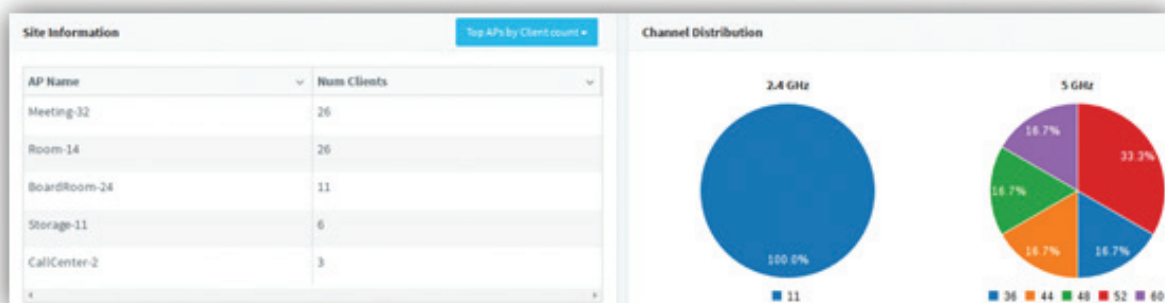 Site Information
Top APs by Client count
Channel Distribution
AP Name Num Clients
Meeting-32 26
Room-14 26
BoardRoom-24 11
Storage-11 6
CallCenter-2 3
2.4 GHz
100.0%
11
5 GHz
16.7%
33.3%
16.7%
16.7%
16.7%
36 44 48 52 60